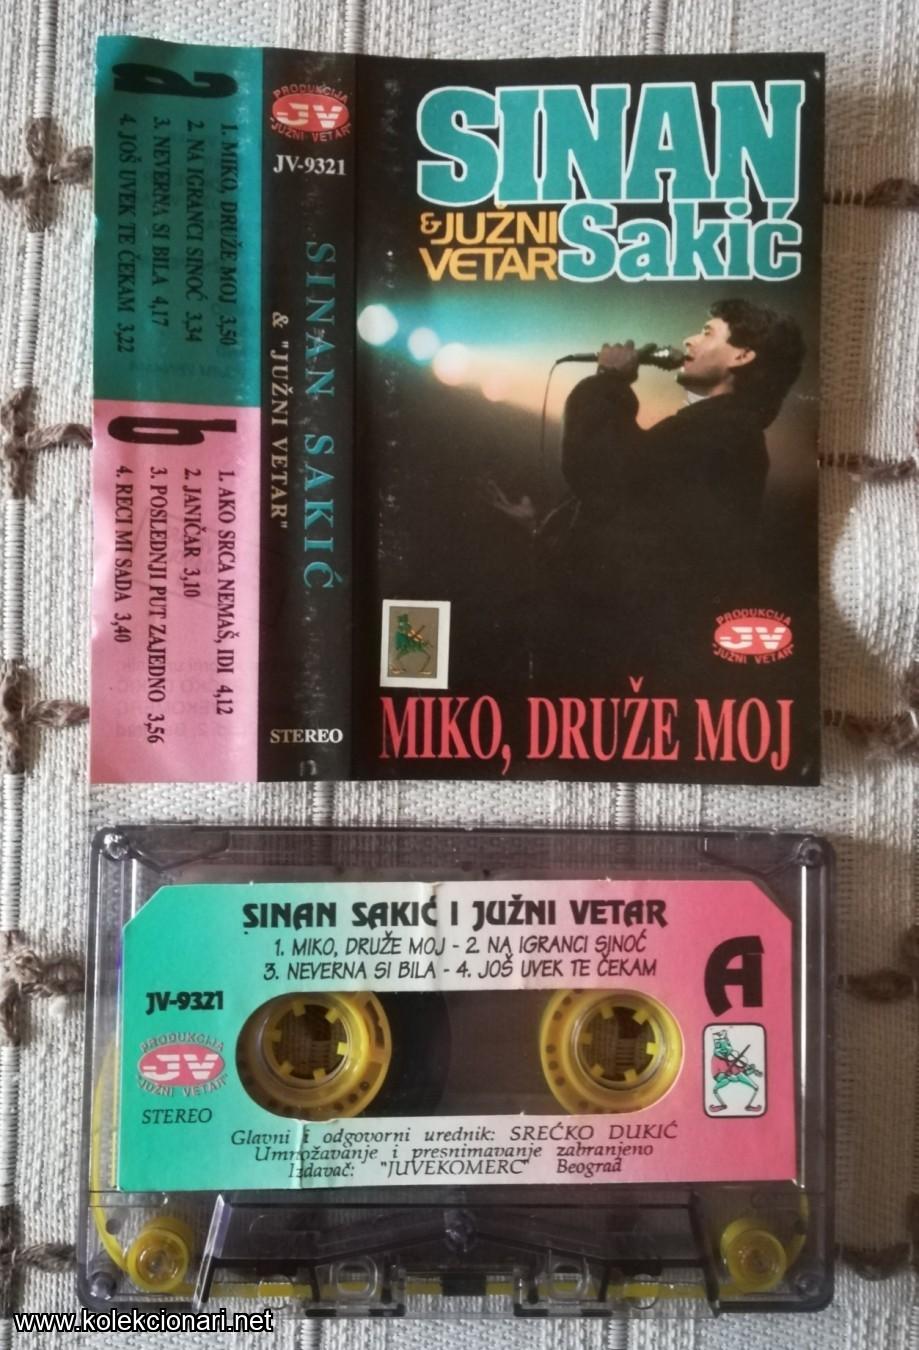 a
1. MIKO, DRUŽE MOJ 3,50
2. NA IGRANCI SINOĆ 3,34
3. NEVERNA SI BILA 4,17
4. JOŠ UVEK TE ČEKAM 3,22
b
1. AKO SRCA NEMAŠ, IDI 4,12
2. JANIČAR 3,10
3. POSLEDNJI PUT ZAJEDNO 3,56
4. RECI MI SADA 3,40
PRODUKCIJA
JV
"JUŽNI VETAR"
JV-9321
SINAN SAKIĆ
& "JUŽNI VETAR"
STEREO
SINAN
Sakić
& JUŽNI
VETAR
PRODUKCIJA
JV
"JUŽNI VETAR"
MIKO, DRUŽE MOJ
SINAN SAKIĆ I JUŽNI VETAR
1. MIKO, DRUŽE MOJ - 2. NA IGRANCI SINOĆ
3. NEVERNA SI BILA - 4. JOŠ UVEK TE ČEKAM
A
JV-9321
PRODUKCIJA
JV
"JUŽNI VETAR"
STEREO
Glavni i odgovorni urednik: SREĆKO DUKIĆ
Umnožavanje i presnimavanje zabranjeno
Izdavač: "JUVEKOMERC" Beograd
www.kolekcionari.net